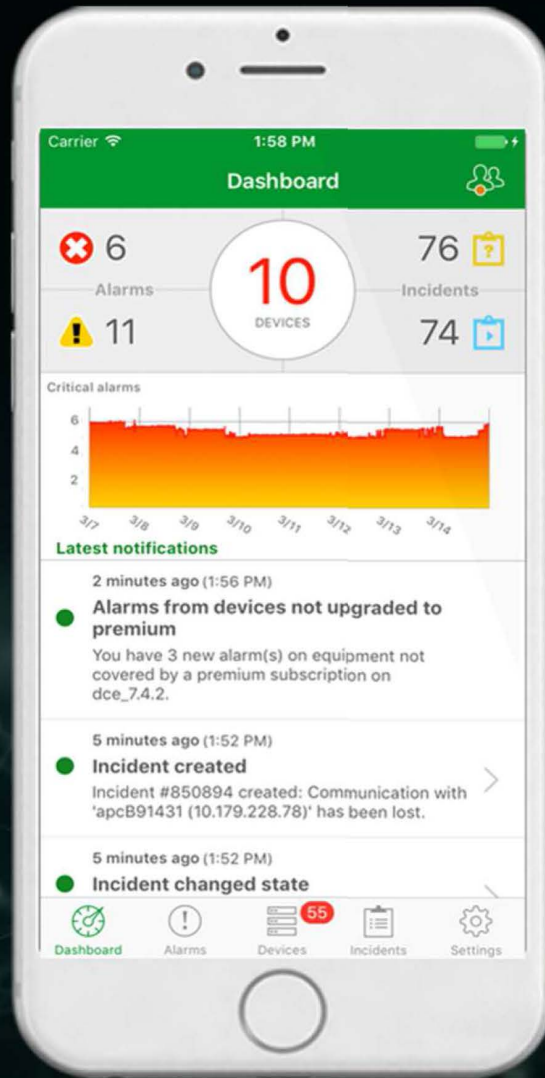 Carrier 1:58 PM
Dashboard
6
76
Alarms
10
DEVICES
Incidents
11
74
Critical alarms
6
4
2
3/7 3/8 3/9 3/10 3/11 3/12 3/13 3/14
Latest notifications
2 minutes ago (1:56 PM)
Alarms from devices not upgraded to
premium
You have 3 new alarm(s) on equipment not
covered by a premium subscription on
dce_7.4.2.
5 minutes ago (1:52 PM)
Incident created
Incident #850894 created: Communication with
'apcB91431 (10.179.228.78)' has been lost.
5 minutes ago (1:52 PM)
Incident changed state
55
Dashboard Alarms Devices Incidents Settings